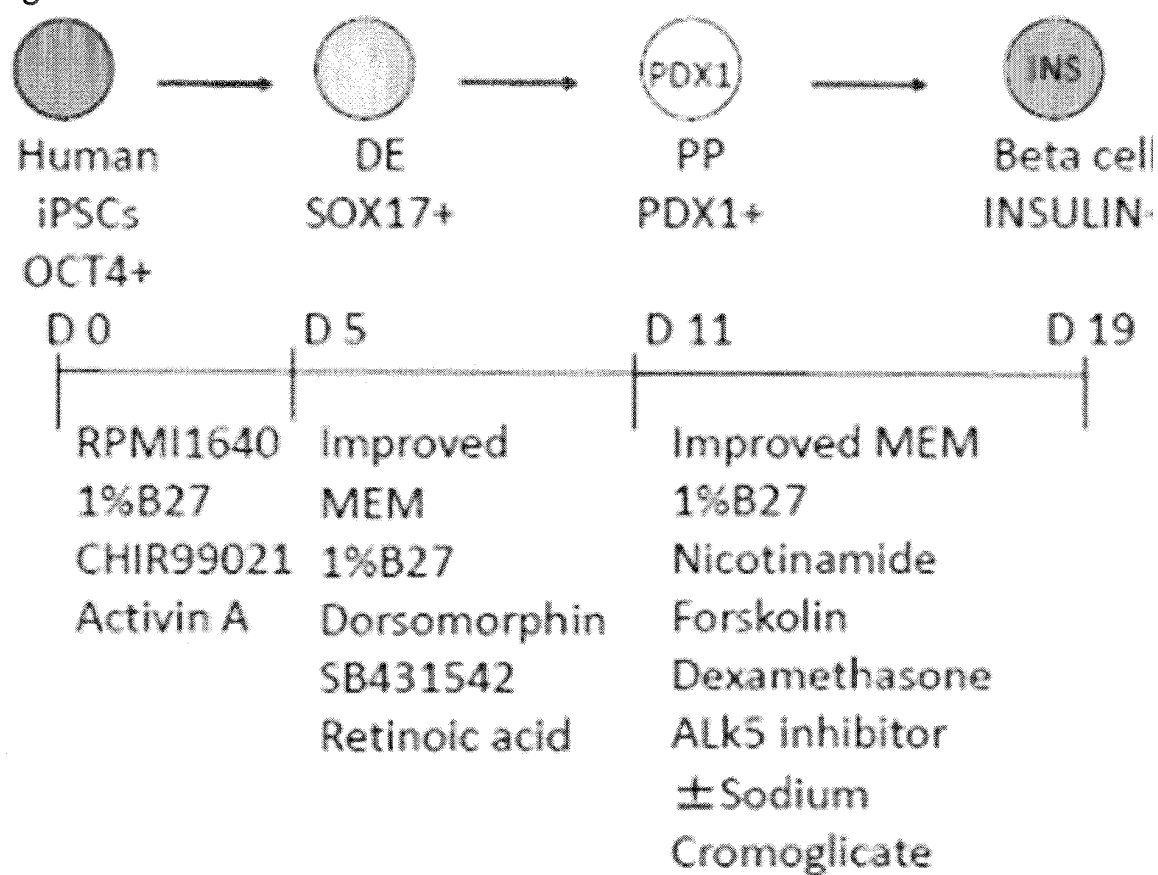 PDX1
INS
Human
iPSCs
OCT4+
DE
SOX17+
PP
PDX1+
Beta cell
INSULIN+
D 0
D 5
D 11
D 19
RPMI1640
1%B27
CHIR99021
Activin A
Improved
MEM
1%B27
Dorsomorphin
SB431542
Retinoic acid
Improved MEM
1%B27
Nicotinamide
Forskolin
Dexamethasone
ALk5 inhibitor
±Sodium
Cromoglicate